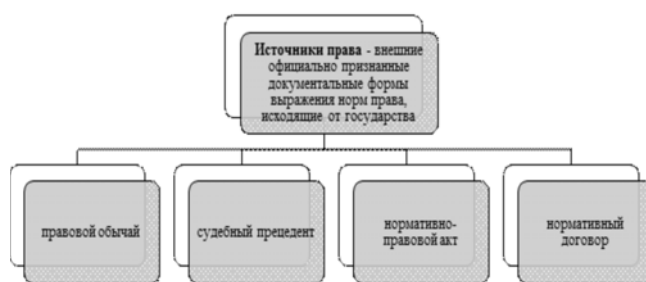 Источники права - внешние
официально признанные
документальные формы
выражения норм права,
исходящие от государства
правовой обычай
судебный прецедент
нормативно-
правовой акт
нормативный
договор